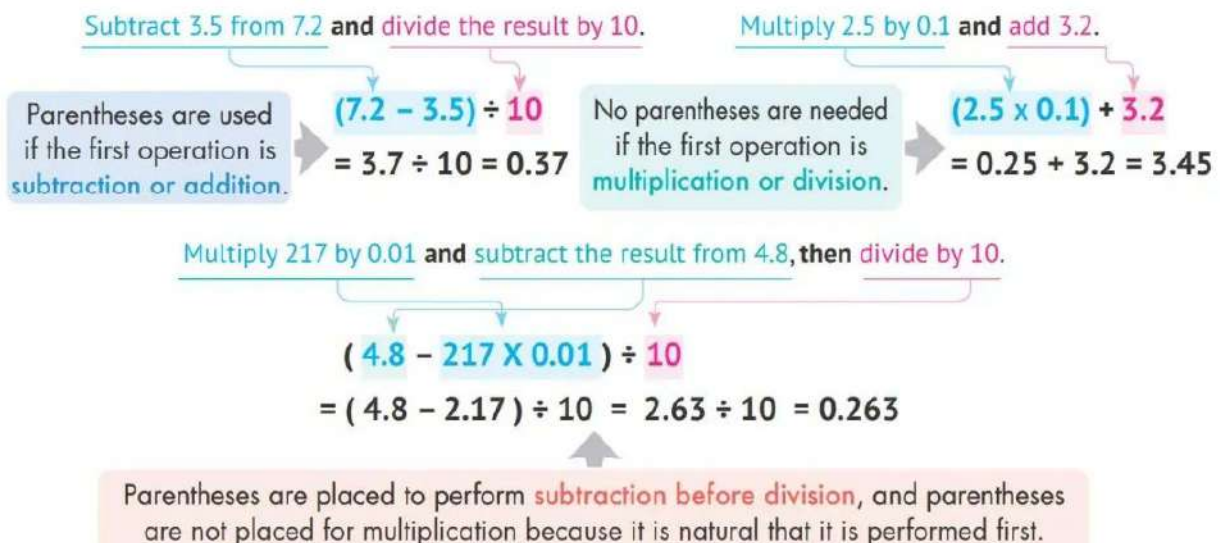 Subtract 3.5 from 7.2 and divide the result by 10.
Parentheses are used
if the first operation is
subtraction or addition.
(7.2 – 3.5) ÷ 10
= 3.7 ÷ 10 = 0.37
Multiply 2.5 by 0.1 and add 3.2.
No parentheses are needed
if the first operation is
multiplication or division.
(2.5 x 0.1) + 3.2
= 0.25 + 3.2 = 3.45
Multiply 217 by 0.01 and subtract the result from 4.8, then divide by 10.
( 4.8 – 217 X 0.01 ) ÷ 10
= ( 4.8 – 2.17 ) ÷ 10 = 2.63 ÷ 10 = 0.263
Parentheses are placed to perform subtraction before division, and parentheses
are not placed for multiplication because it is natural that it is performed first.